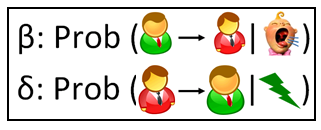 β: Prob ( → | )
δ: Prob ( → | )